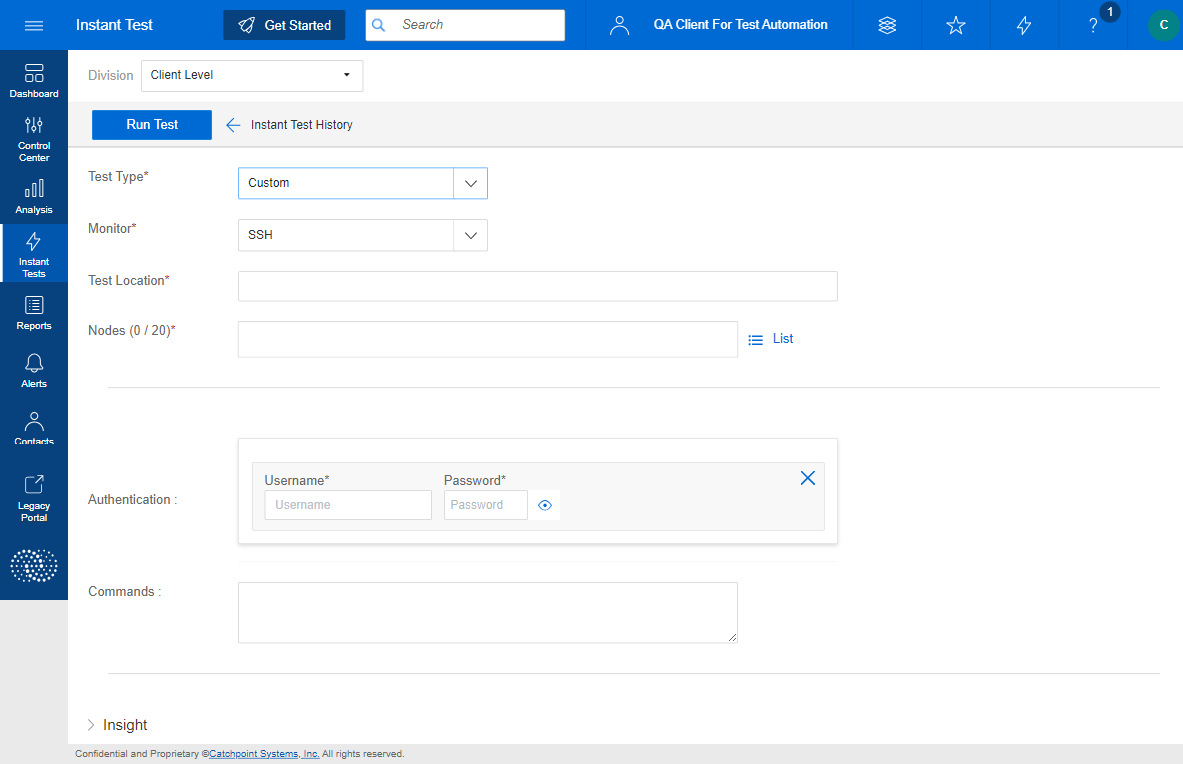 Instant Test
Get Started
Search
QA Client For Test Automation
?
1
C
Dashboard
Control
Center
Analysis
Instant
Tests
Reports
Alerts
Contacts
Legacy
Portal
Division
Client Level
Run Test
Instant Test History
Test Type*
Custom
Monitor*
SSH
Test Location*
Nodes (0 / 20)*
List
Authentication :
Username*
Password*
Username
Password
Commands :
Insight
Confidential and Proprietary ©Catchpoint Systems, Inc. All rights reserved.